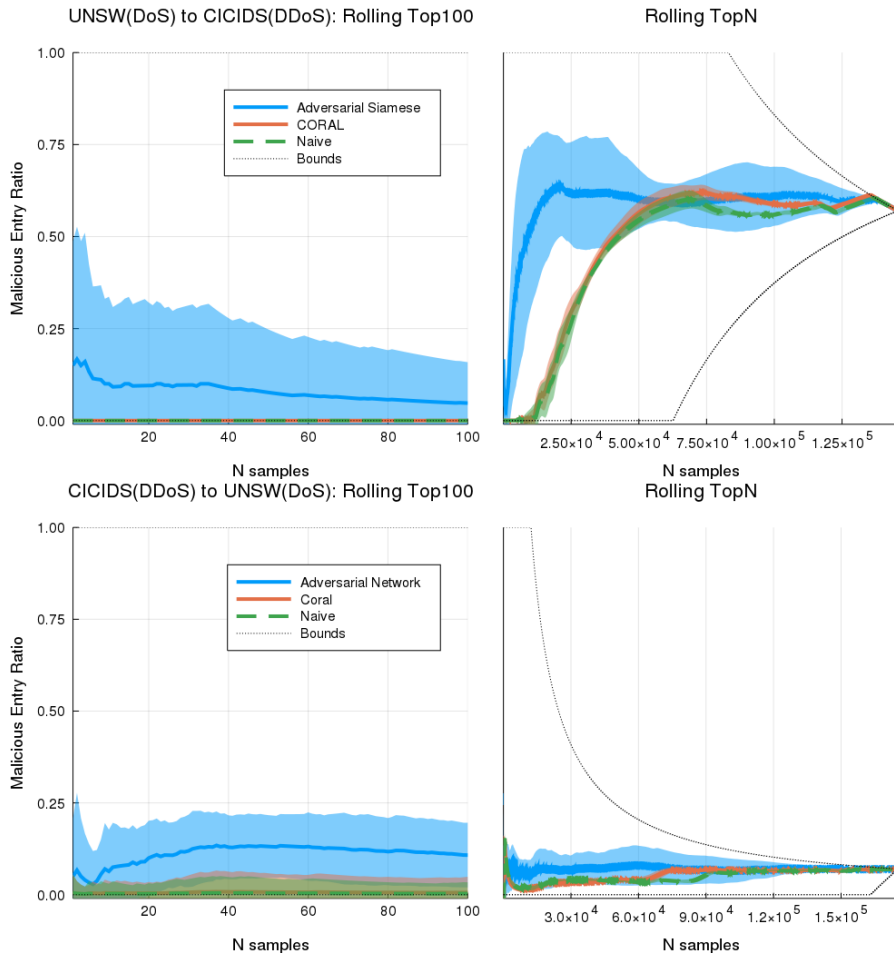 UNSW(DoS) to CICIDS(DDoS): Rolling Top100
Rolling TopN
Malicious Entry Ratio
1.00
0.75
0.50
0.25
0.00
Adversarial Siamese
CORAL
Naive
Bounds
20 40 60 80 100
N samples
2.50×10⁴ 5.00×10⁴ 7.50×10⁴ 1.00×10⁵ 1.25×10⁵
N samples
CICIDS(DDoS) to UNSW(DoS): Rolling Top100
Rolling TopN
Malicious Entry Ratio
1.00
0.75
0.50
0.25
0.00
Adversarial Network
Coral
Naive
Bounds
20 40 60 80 100
N samples
3.0×10⁴ 6.0×10⁴ 9.0×10⁴ 1.2×10⁵ 1.5×10⁵
N samples